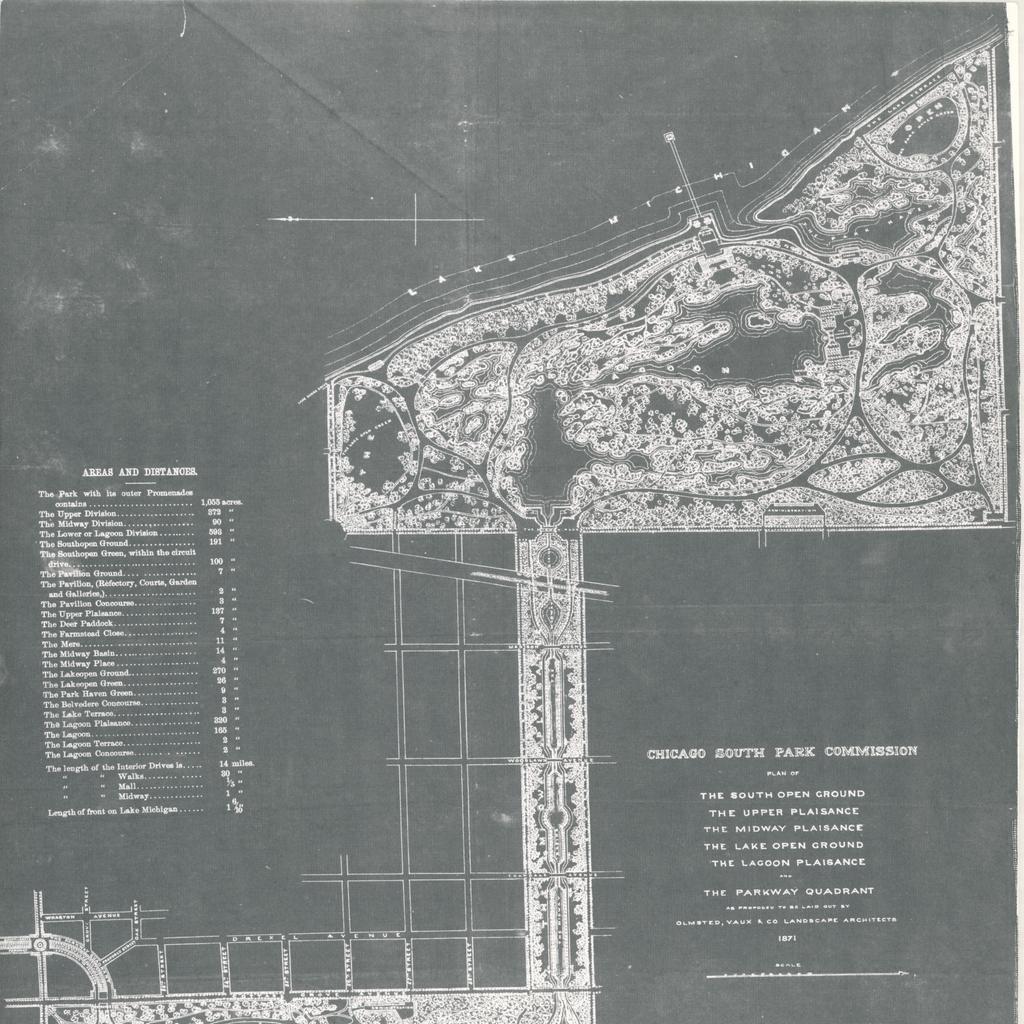 LAKE MICHIGAN
OPEN
LAGOON
ADMINISTRATION
AREAS AND DISTANCES.
The Park with its outer Promenades
contains 1,055 acres.
The Upper Division 372 "
The Midway Division 90 "
The Lower or Lagoon Division 593 "
The Southopen Ground 191 "
The Southopen Green, within the circuit
drive 100 "
The Pavilion Ground 7 "
The Pavilion, (Refectory, Courts, Garden
and Galleries,) 2 "
The Pavilion Concourse 3 "
The Upper Plaisance 137 "
The Deer Paddock 7 "
The Farmstead Close 4 "
The Mere 11 "
The Midway Basin 14 "
The Midway Place 4 "
The Lakeopen Ground 270 "
The Lakeopen Green 26 "
The Park Haven Green 9 "
The Belvedere Concourse 3 "
The Lake Terrace 3 "
The Lagoon Plaisance 320 "
The Lagoon 165 "
The Lagoon Terrace 2 "
The Lagoon Concourse 2 "
The length of the Interior Drives is 14 miles.
" " Walks 30 "
" " Mall 1/3 "
" " Midway 1 "
Length of front on Lake Michigan 1 6/10 "
CHICAGO SOUTH PARK COMMISSION
PLAN OF
THE SOUTH OPEN GROUND
THE UPPER PLAISANCE
THE MIDWAY PLAISANCE
THE LAKE OPEN GROUND
THE LAGOON PLAISANCE
AND
THE PARKWAY QUADRANT
AS PROPOSED TO BE LAID OUT BY
OLMSTED, VAUX & CO LANDSCAPE ARCHITECTS
1871
SCALE
WHARTON AVENUE
DREXEL AVENUE